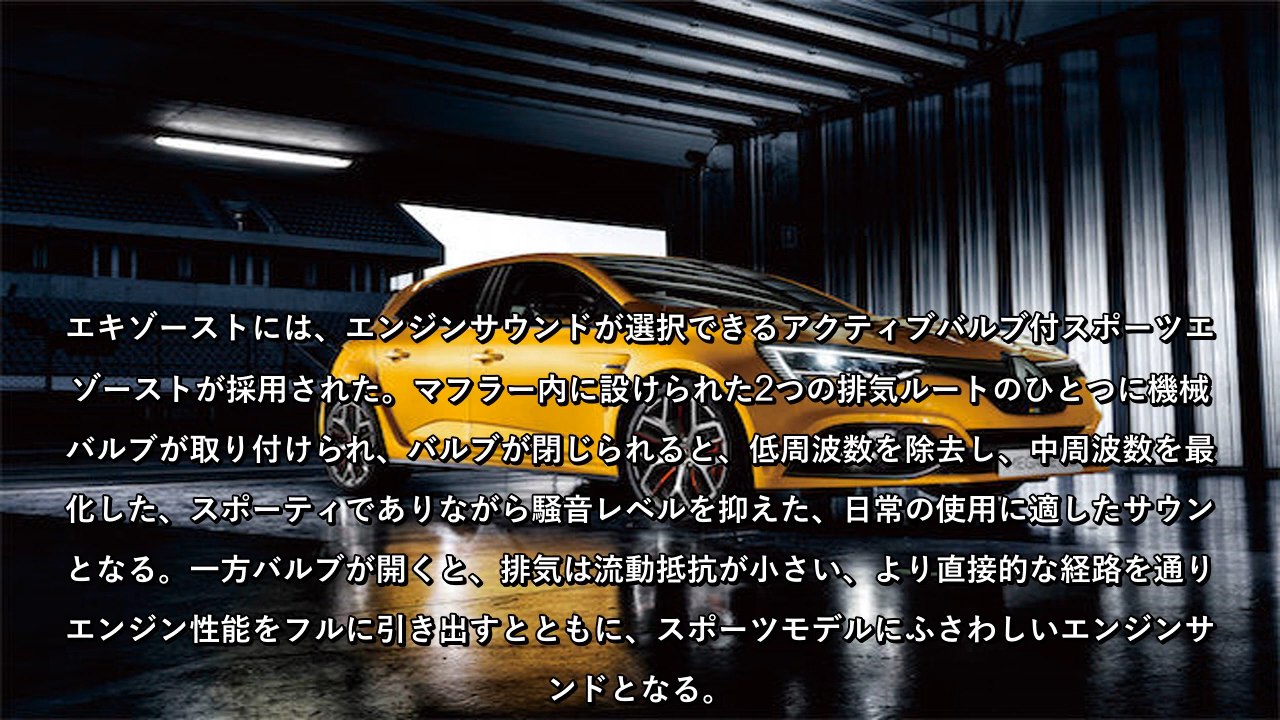 エキゾーストには、エンジンサウンドが選択できるアクティブバルブ付スポーツエ
ゾーストが採用された。マフラー内に設けられた2つの排気ルートのひとつに機械
バルブが取り付けられ、バルブが閉じられると、低周波数を除去し、中周波数を最
化した、スポーティでありながら騒音レベルを抑えた、日常の使用に適したサウン
となる。一方バルブが開くと、排気は流動抵抗が小さい、より直接的な経路を通り
エンジン性能をフルに引き出すとともに、スポーツモデルにふさわしいエンジンサ
ンドとなる。